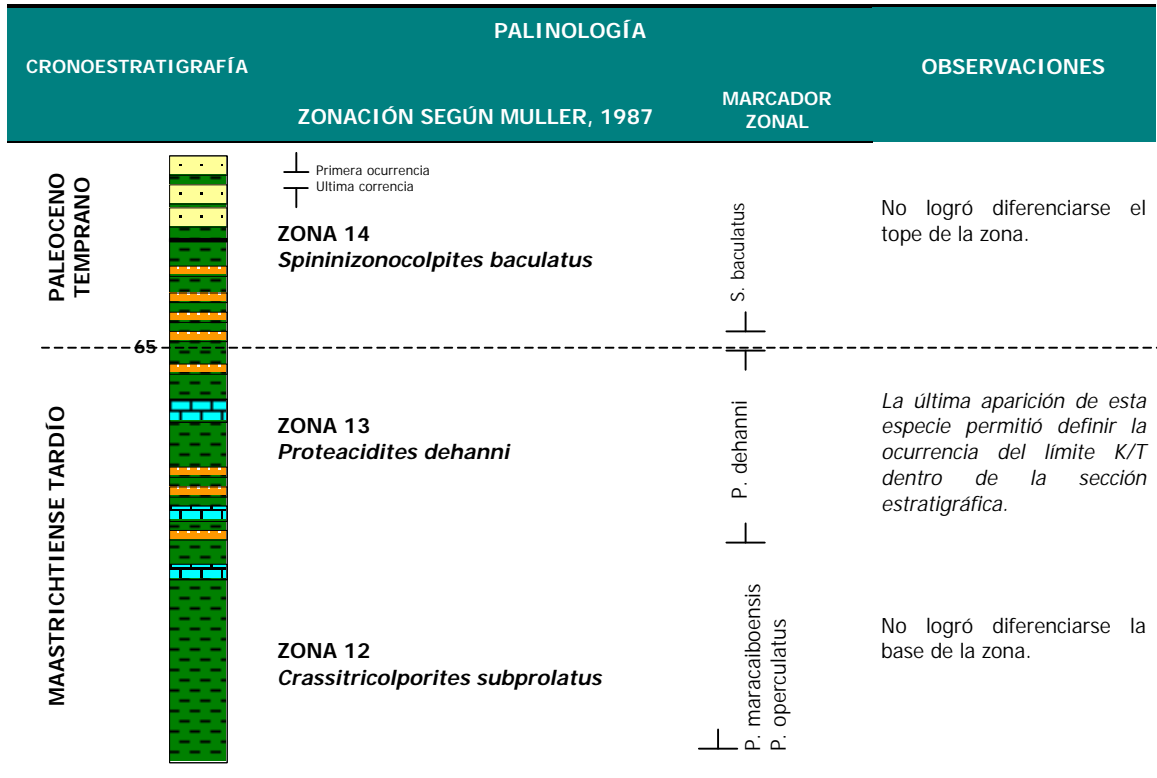 PALINOLOGÍA
CRONOESTRATIGRAFÍA
OBSERVACIONES
ZONACIÓN SEGÚN MULLER, 1987
MARCADOR
ZONAL
PALEOCENO
TEMPRANO
Primera ocurrencia
Ultima correncia
ZONA 14
Spininizonocolpites baculatus
S. baculatus
No logró diferenciarse el
tope de la zona.
65
MAASTRICHTIENSE TARDÍO
ZONA 13
Proteacidites dehanni
P. dehanni
La última aparición de esta
especie permitió definir la
ocurrencia del límite K/T
dentro de la sección
estratigráfica.
ZONA 12
Crassitricolporites subprolatus
P. maracaiboensis
P. operculatus
No logró diferenciarse la
base de la zona.